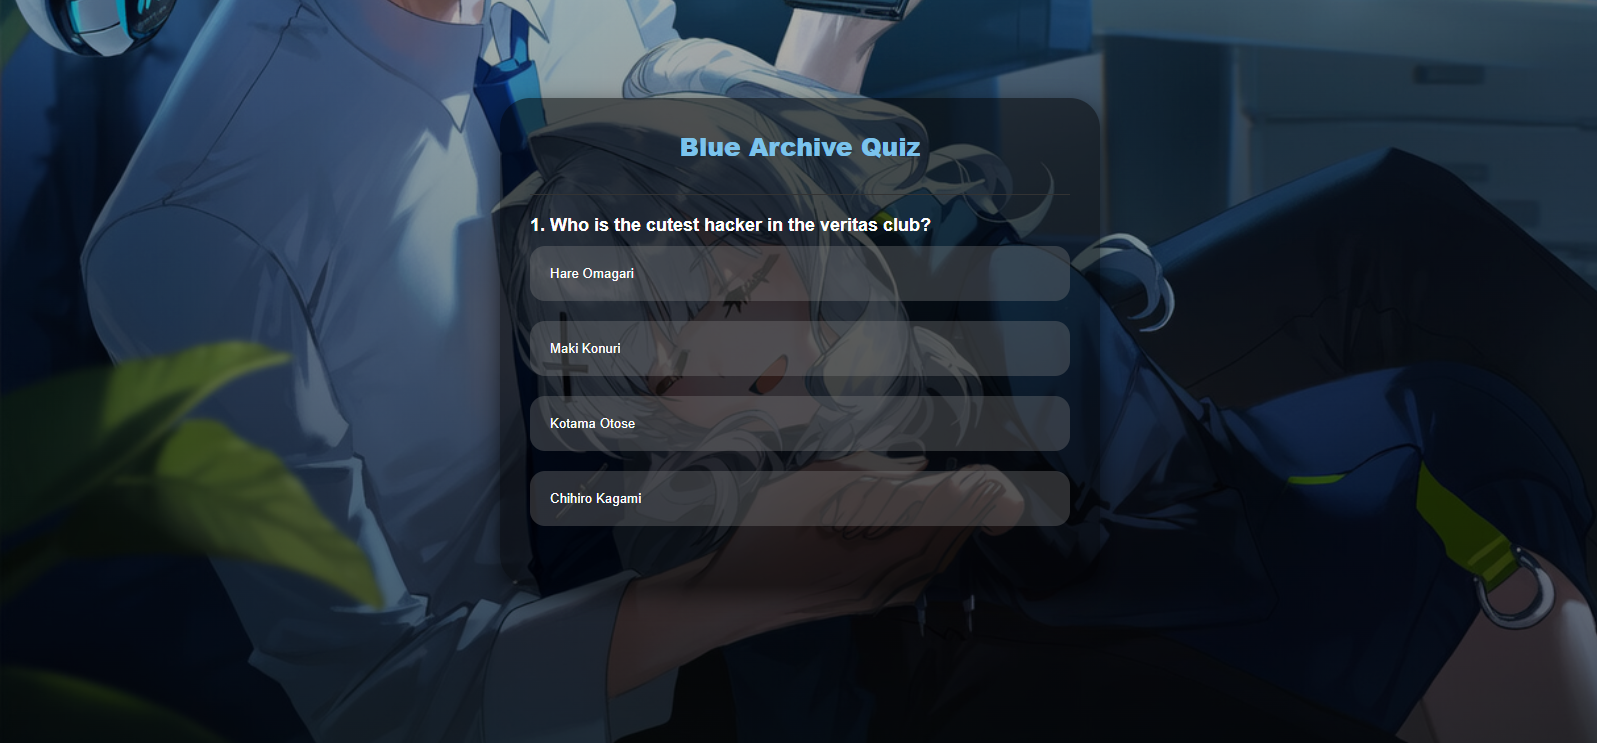 Blue Archive Quiz
1. Who is the cutest hacker in the veritas club?
Hare Omagari
Maki Konuri
Kotama Otose
Chihiro Kagami